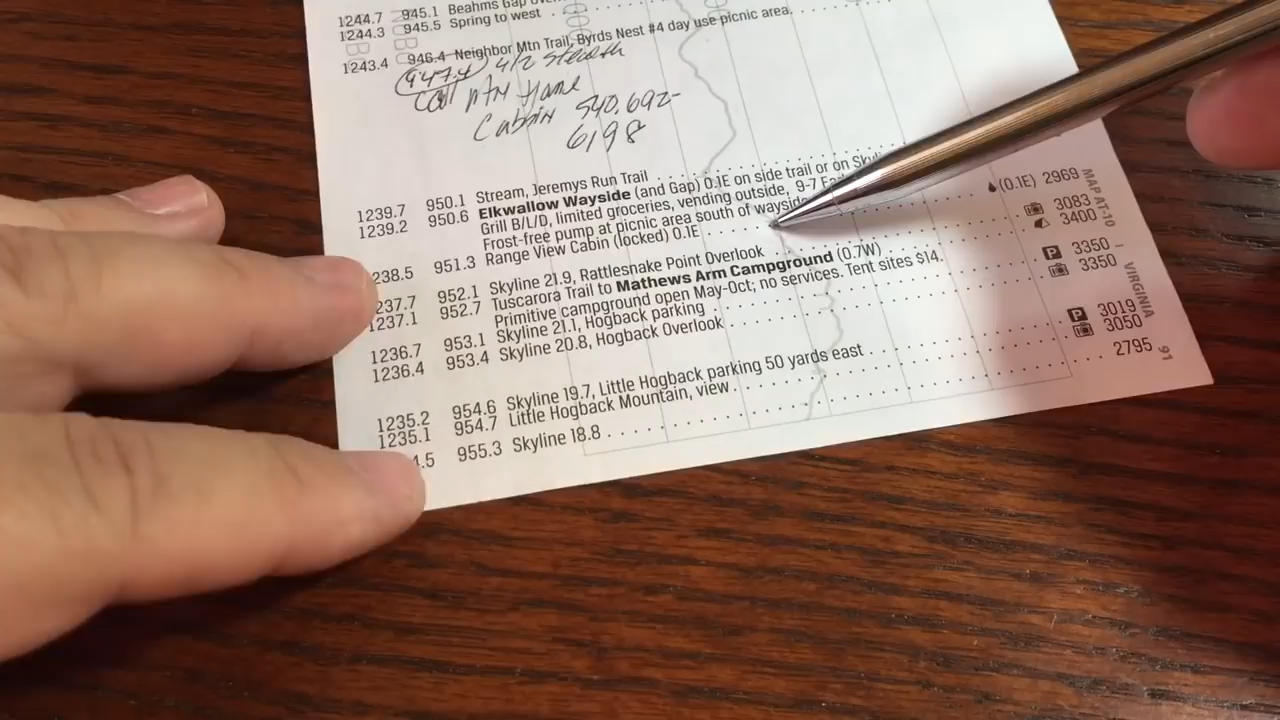 1244.7 945.1 Beahms Gap
1244.3 945.5 Spring to west
1243.4 946.4 Neighbor Mtn Trail, Byrds Nest #4 day use picnic area
947.4 4/2 Stealth
Call Mtn Home
Cabbin 540.692-
6198
1239.7 950.1 Stream, Jeremys Run Trail
1239.2 950.6 Elkwallow Wayside (and Gap) 0.1E on side trail or on (0.1E) 2969
Grill B/L/D, limited groceries, vending outside, 9-7
Frost-free pump at picnic area south of wayside
238.5 951.3 Range View Cabin (locked) 0.1E
237.7 952.1 Skyline 21.9, Rattlesnake Point Overlook 3083
1237.1 952.7 Tuscarora Trail to Mathews Arm Campground (0.7W) 3400
Primitive campground open May-Oct; no services. Tent sites $14.
1236.7 953.1 Skyline 21.1, Hogback parking P 3350
1236.4 953.4 Skyline 20.8, Hogback Overlook 3350
1235.2 954.6 Skyline 19.7, Little Hogback parking 50 yards east P 3019
1235.1 954.7 Little Hogback Mountain, view 3050
4.5 955.3 Skyline 18.8 2795
MAP AT-10
VIRGINIA
91